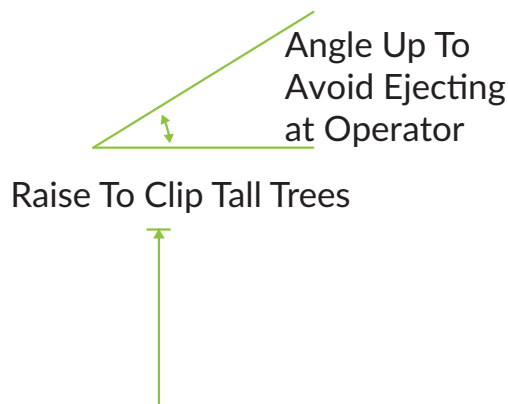 Angle Up To
Avoid Ejecting
at Operator
Raise To Clip Tall Trees